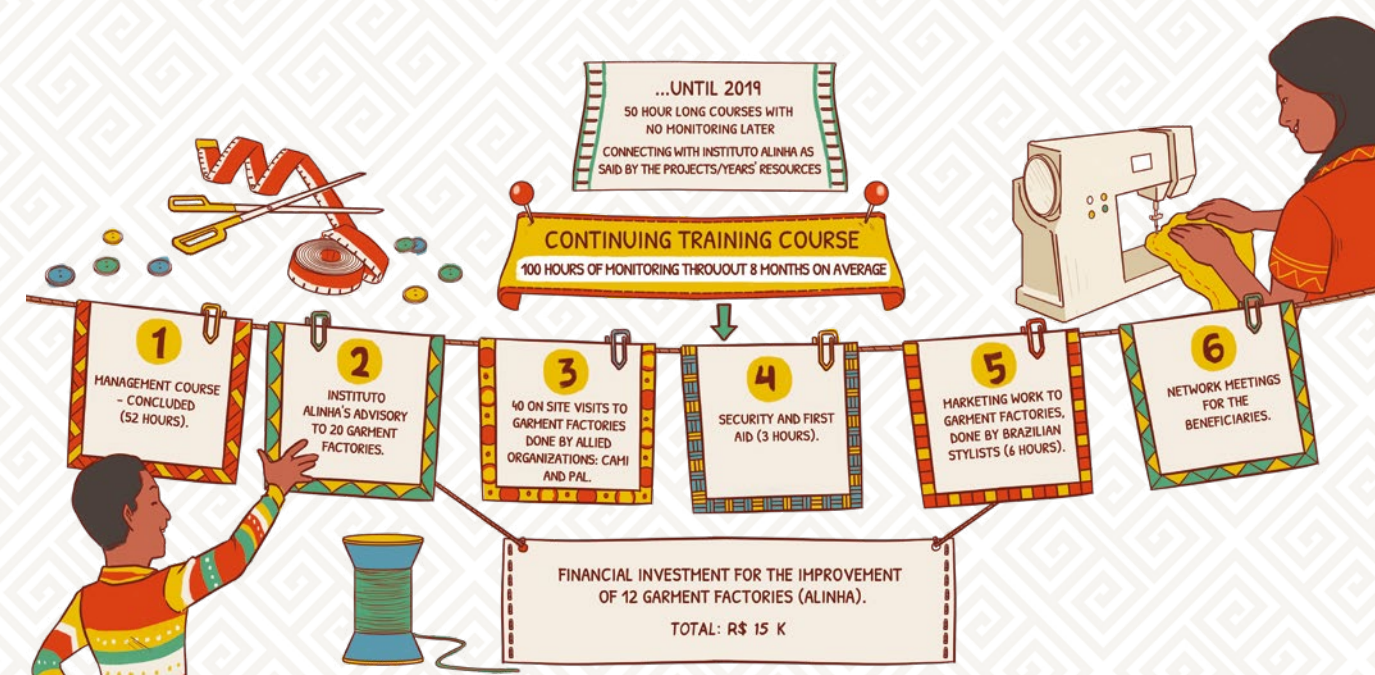 ...UNTIL 2019
50 HOUR LONG COURSES WITH
NO MONITORING LATER
CONNECTING WITH INSTITUTO ALINHA AS
SAID BY THE PROJECTS/YEARS' RESOURCES
CONTINUING TRAINING COURSE
100 HOURS OF MONITORING THROUOUT 8 MONTHS ON AVERAGE
1
MANAGEMENT COURSE
- CONCLUDED
(52 HOURS).
2
INSTITUTO
ALINHA'S ADVISORY
TO 20 GARMENT
FACTORIES.
3
40 ON SITE VISITS TO
GARMENT FACTORIES
DONE BY ALLIED
ORGANIZATIONS: CAMI
AND PAL.
4
SECURITY AND FIRST
AID (3 HOURS).
5
MARKETING WORK TO
GARMENT FACTORIES,
DONE BY BRAZILIAN
STYLISTS (6 HOURS).
6
NETWORK MEETINGS
FOR THE
BENEFICIARIES.
FINANCIAL INVESTMENT FOR THE IMPROVEMENT
OF 12 GARMENT FACTORIES (ALINHA).
TOTAL: R$ 15 K